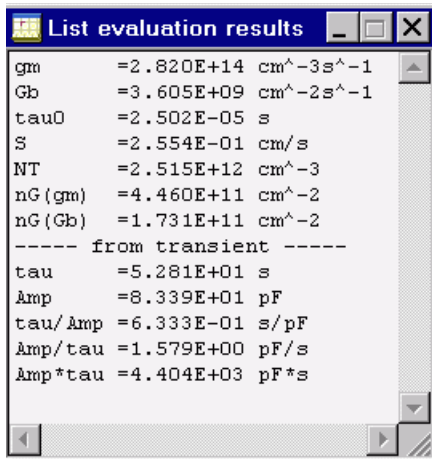 List evaluation results
gm =2.820E+14 cm^-3s^-1
Gb =3.605E+09 cm^-2s^-1
tau0 =2.502E-05 s
S =2.554E-01 cm/s
NT =2.515E+12 cm^-3
nG(gm) =4.460E+11 cm^-2
nG(Gb) =1.731E+11 cm^-2
----- from transient -----
tau =5.281E+01 s
Amp =8.339E+01 pF
tau/Amp =6.333E-01 s/pF
Amp/tau =1.579E+00 pF/s
Amp*tau =4.404E+03 pF*s